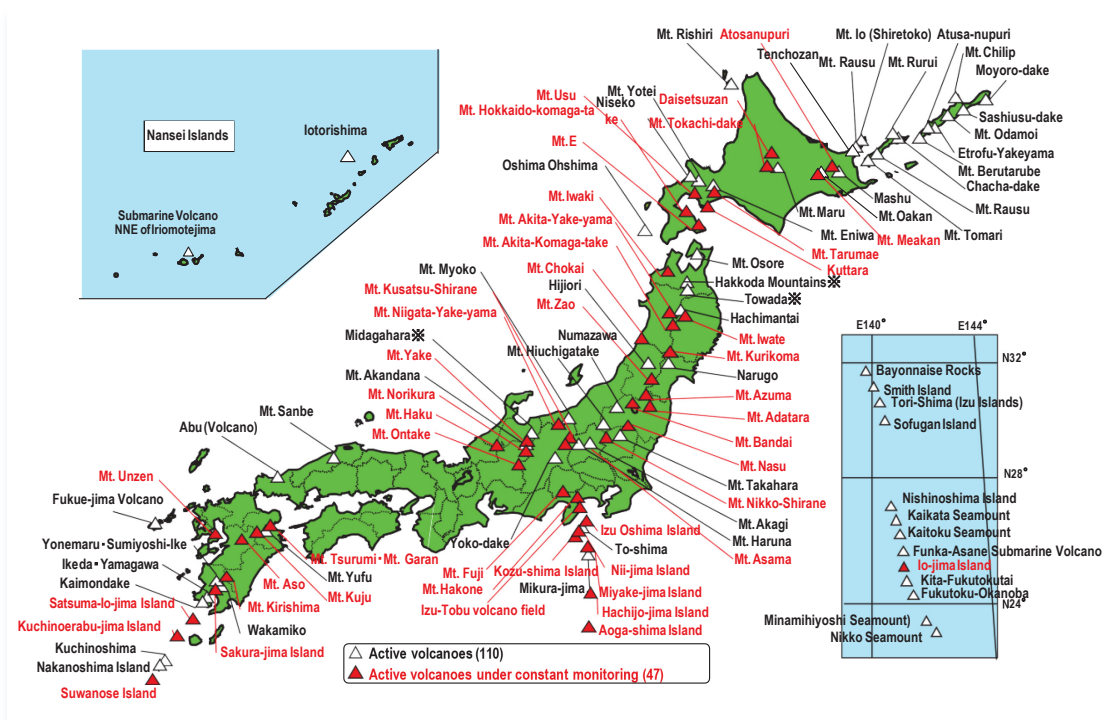 Mt. Rishiri
Atosanupuri
Mt. Io (Shiretoko)
Atusa-nupuri
Tenchozan
Mt. Rausu
Mt. Rurui
Mt. Chilip
Moyoro-dake
Mt. Yotei
Niseko
Mt. Usu
Mt. Hokkaido-komaga-ta
ke
Daisetsuzan
Mt. Tokachi-dake
Sashiusu-dake
Mt. Odamoi
Etrofu-Yakeyama
Mt. Berutarube
Chacha-dake
Mt. E
Oshima Ohshima
Mt. Iwaki
Mt. Akita-Yake-yama
Mt. Akita-Komaga-take
Mashu
Mt. Rausu
Mt. Maru
Mt. Oakan
Mt. Eniwa
Mt. Meakan
Mt. Tomari
Mt. Tarumae
Kuttara
Nansei Islands
Iotorishima
Submarine Volcano
NNE of Iriomotejima
Mt. Myoko
Mt. Kusatsu-Shirane
Mt. Niigata-Yake-yama
Mt. Chokai
Hijiori
Mt. Zao
Mt. Osore
Hakkoda Mountains※
Towada※
Hachimantai
Mt. Iwate
Mt. Kurikoma
Narugo
Midagahara※
Numazawa
Mt. Hiuchigatake
Mt. Yake
Mt. Akandana
Mt. Norikura
Mt. Haku
Mt. Ontake
Mt. Azuma
Mt. Adatara
Mt. Bandai
Mt. Nasu
Mt. Takahara
Mt. Nikko-Shirane
Mt. Akagi
Mt. Haruna
Mt. Asama
Mt. Sanbe
Abu (Volcano)
Mt. Unzen
Fukue-jima Volcano
Yonemaru・Sumiyoshi-Ike
Ikeda・Yamagawa
Kaimondake
Satsuma-Io-jima Island
Kuchinoerabu-jima Island
Kuchinoshima
Nakanoshima Island
Suwanose Island
Mt. Tsurumi・Mt. Garan
Mt. Yufu
Mt. Kuju
Mt. Aso
Mt. Kirishima
Wakamiko
Sakura-jima Island
Yoko-dake
Mt. Fuji
Mt. Hakone
Izu-Tobu volcano field
Izu Oshima Island
To-shima
Nii-jima Island
Kozu-shima Island
Mikura-jima
Miyake-jima Island
Hachijo-jima Island
Aoga-shima Island
E140°
E144°
N32°
Bayonnaise Rocks
Smith Island
Tori-Shima (Izu Islands)
Sofugan Island
N28°
Nishinoshima Island
Kaikata Seamount
Kaitoku Seamount
Funka-Asane Submarine Volcano
Io-jima Island
Kita-Fukutokutai
Fukutoku-Okanoba
N24°
Minamihiyoshi Seamount)
Nikko Seamount
Active volcanoes (110)
Active volcanoes under constant monitoring (47)